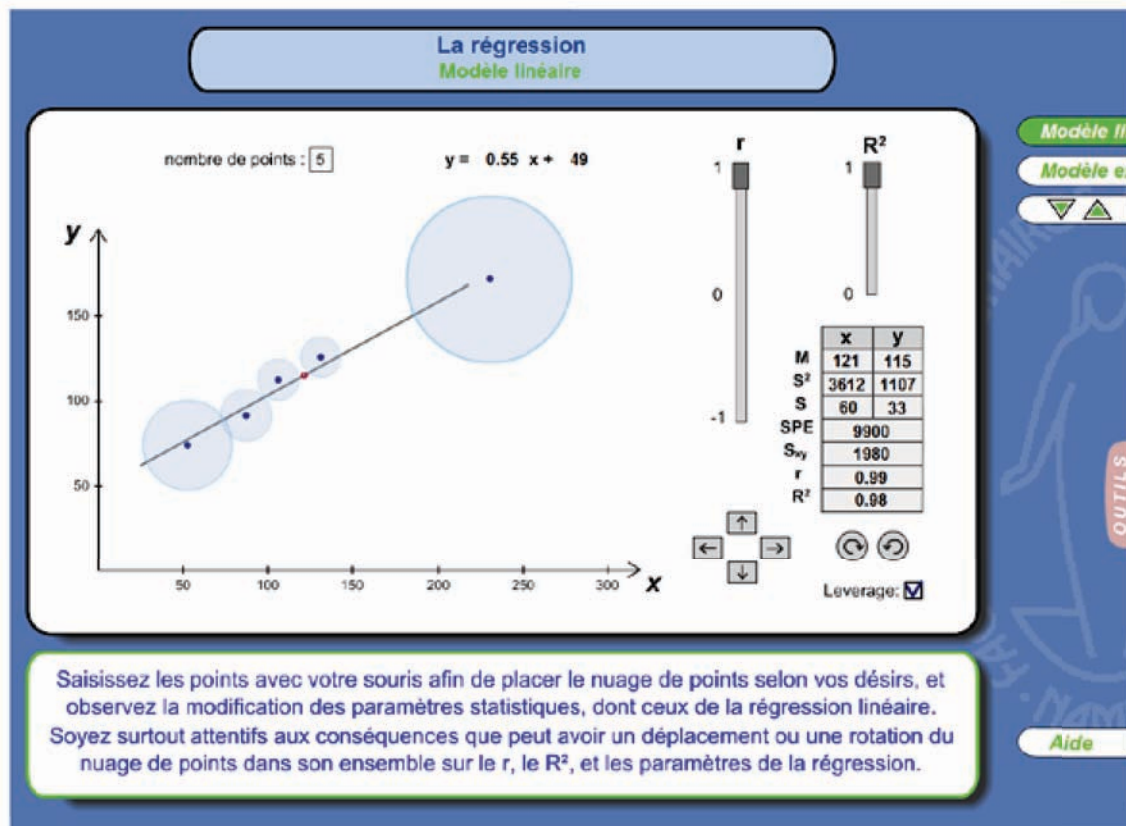 La régression
Modèle linéaire
nombre de points : 5
y = 0.55 x + 49
r
R²
1
0
-1
1
0
y
150
100
50
50 100 150 200 250 300
x
x y
M 121 115
S² 3612 1107
S 60 33
SPE 9900
Sxy 1980
r 0.99
R² 0.98
Leverage:
Modèle
Modèle
OUTILS
Aide
Saisissez les points avec votre souris afin de placer le nuage de points selon vos désirs, et
observez la modification des paramètres statistiques, dont ceux de la régression linéaire.
Soyez surtout attentifs aux conséquences que peut avoir un déplacement ou une rotation du
nuage de points dans son ensemble sur le r, le R², et les paramètres de la régression.